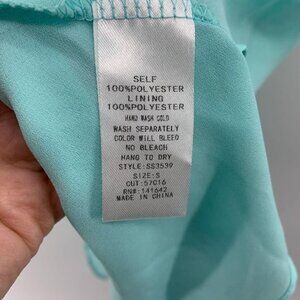 SELF
100%POLYESTER
LINING
100%POLYESTER
HAND WASH COLD
WASH SEPARATELY
COLOR WILL BLEED
NO BLEACH
HANG TO DRY
STYLE:SS3539
SIZE:S
CUT:57016
RN#:141642
MADE IN CHINA